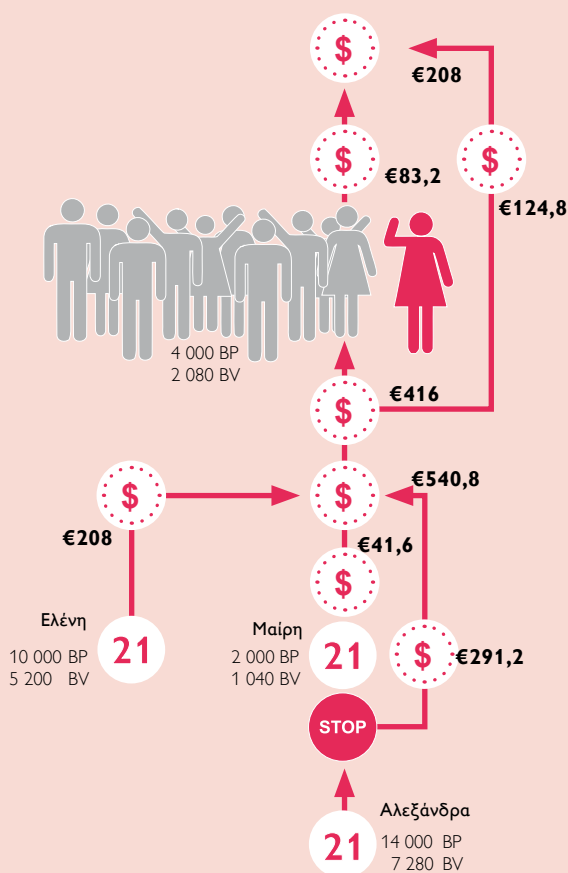 $
€208
$
$
€83,2
€124,8
4 000 BP
2 080 BV
€416
$
€540,8
$
$
€208
€41,6
$
Ελένη
21
10 000 BP
5 200 BV
Μαίρη
21
2 000 BP
1 040 BV
$
€291,2
STOP
Αλεξάνδρα
21
14 000 BP
7 280 BV